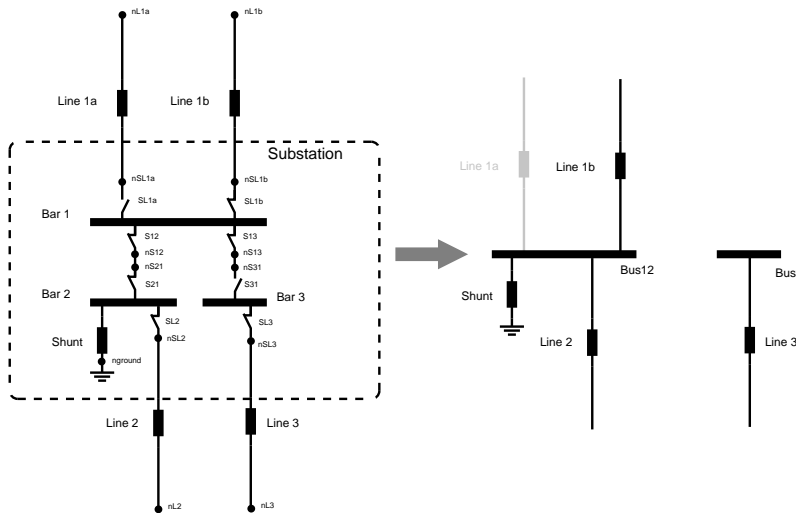 nL1a
nL1b
Line 1a
Line 1b
Substation
nSL1a
nSL1b
SL1a
SL1b
Bar 1
S12
S13
nS12
nS13
nS21
nS31
S21
S31
Bar 2
Bar 3
SL2
SL3
Shunt
nSL2
nSL3
nground
Line 2
Line 3
nL2
nL3
Line 1a
Line 1b
Bus12
Bus
Shunt
Line 2
Line 3